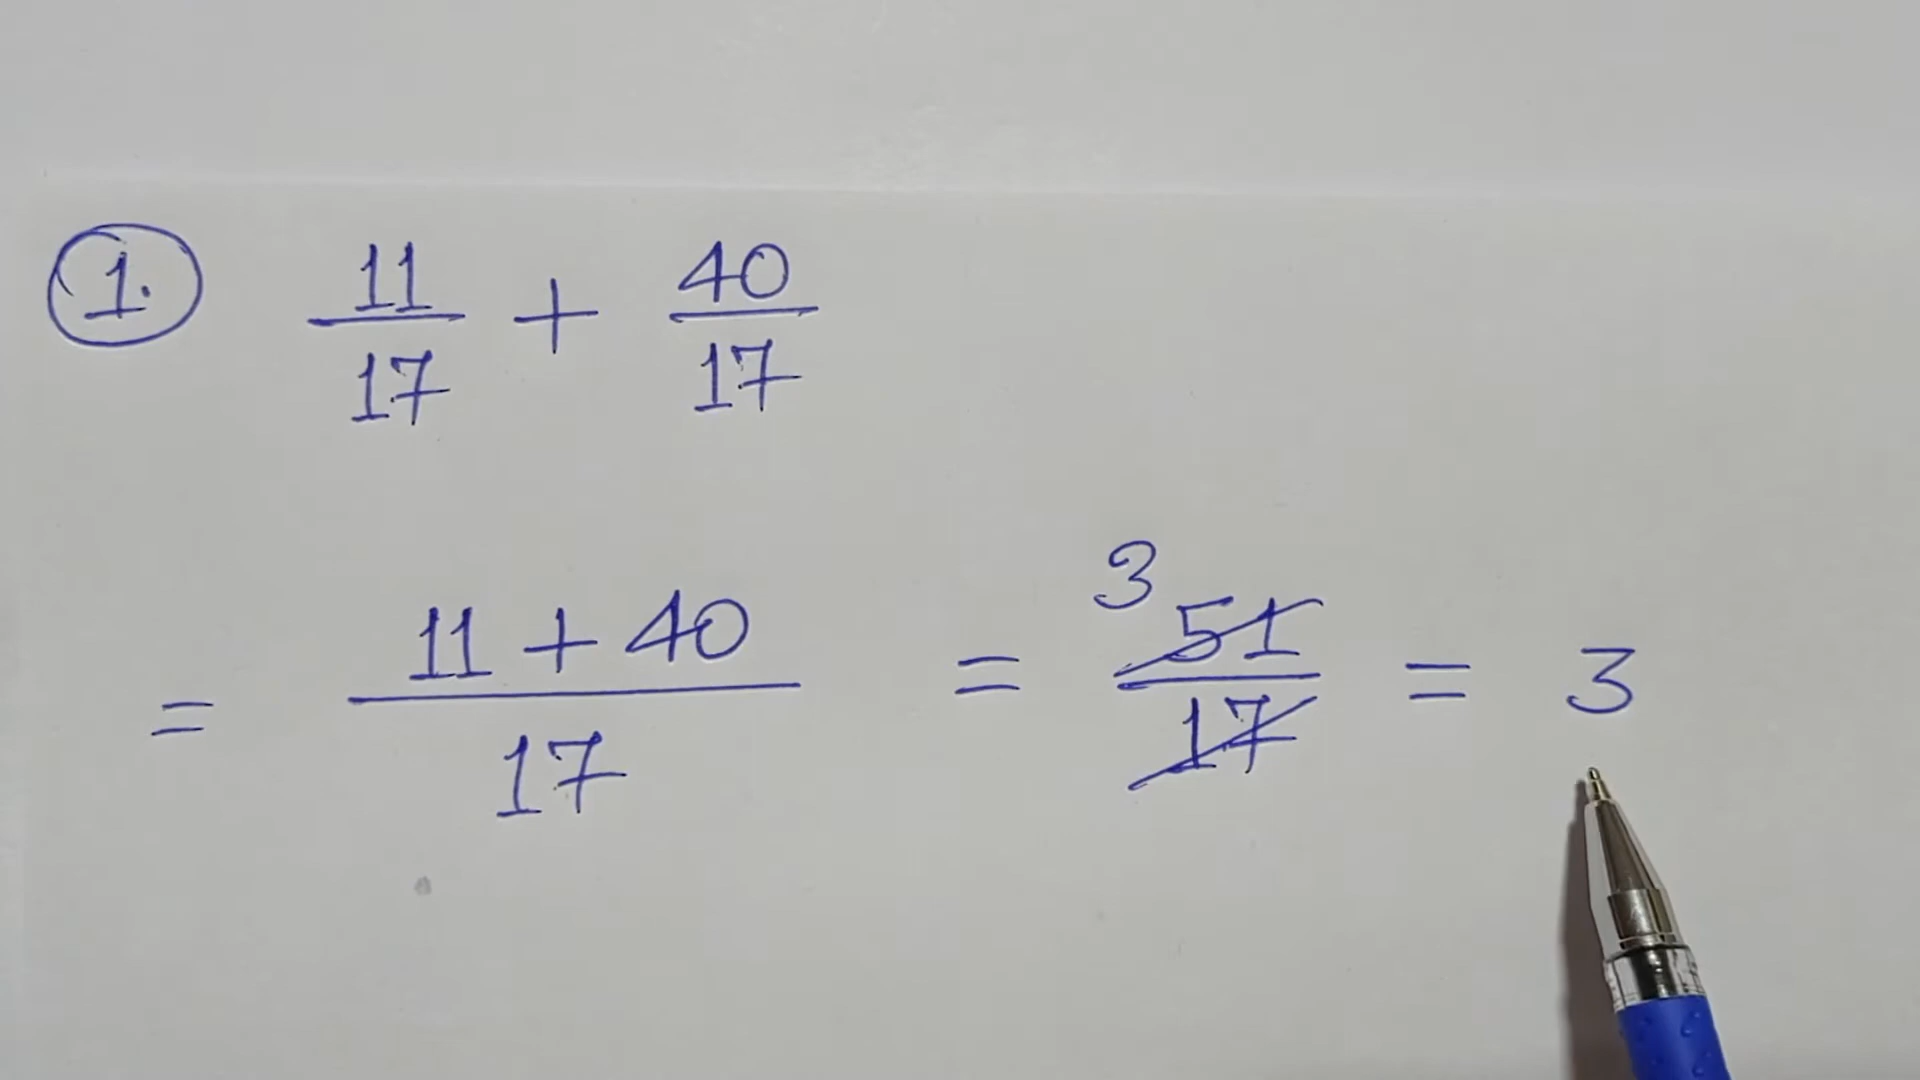 1. 11/17 + 40/17
= (11 + 40)/17 = 3 51/17 = 3